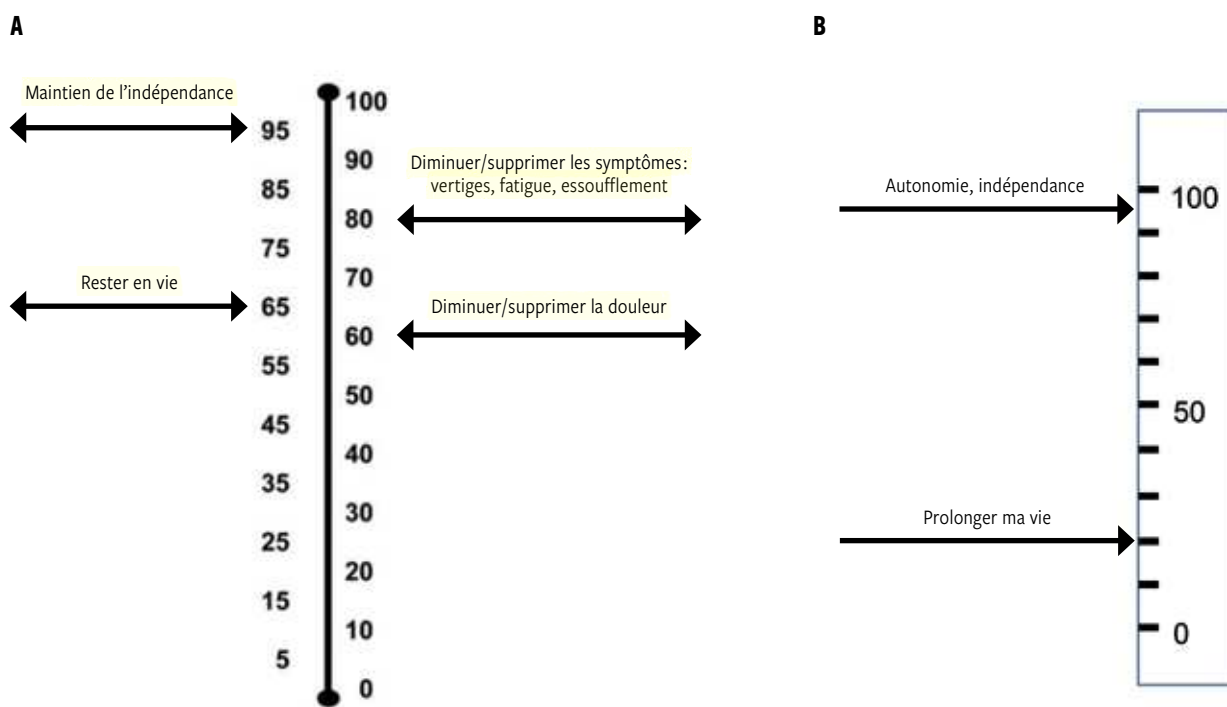 A
Maintien de l'indépendance
95
85
75
Rester en vie
65
55
45
35
25
15
5
100
90
80
70
60
50
40
30
20
10
0
Diminuer/supprimer les symptômes:
vertiges, fatigue, essoufflement
Diminuer/supprimer la douleur
B
Autonomie, indépendance
Prolonger ma vie
100
50
0